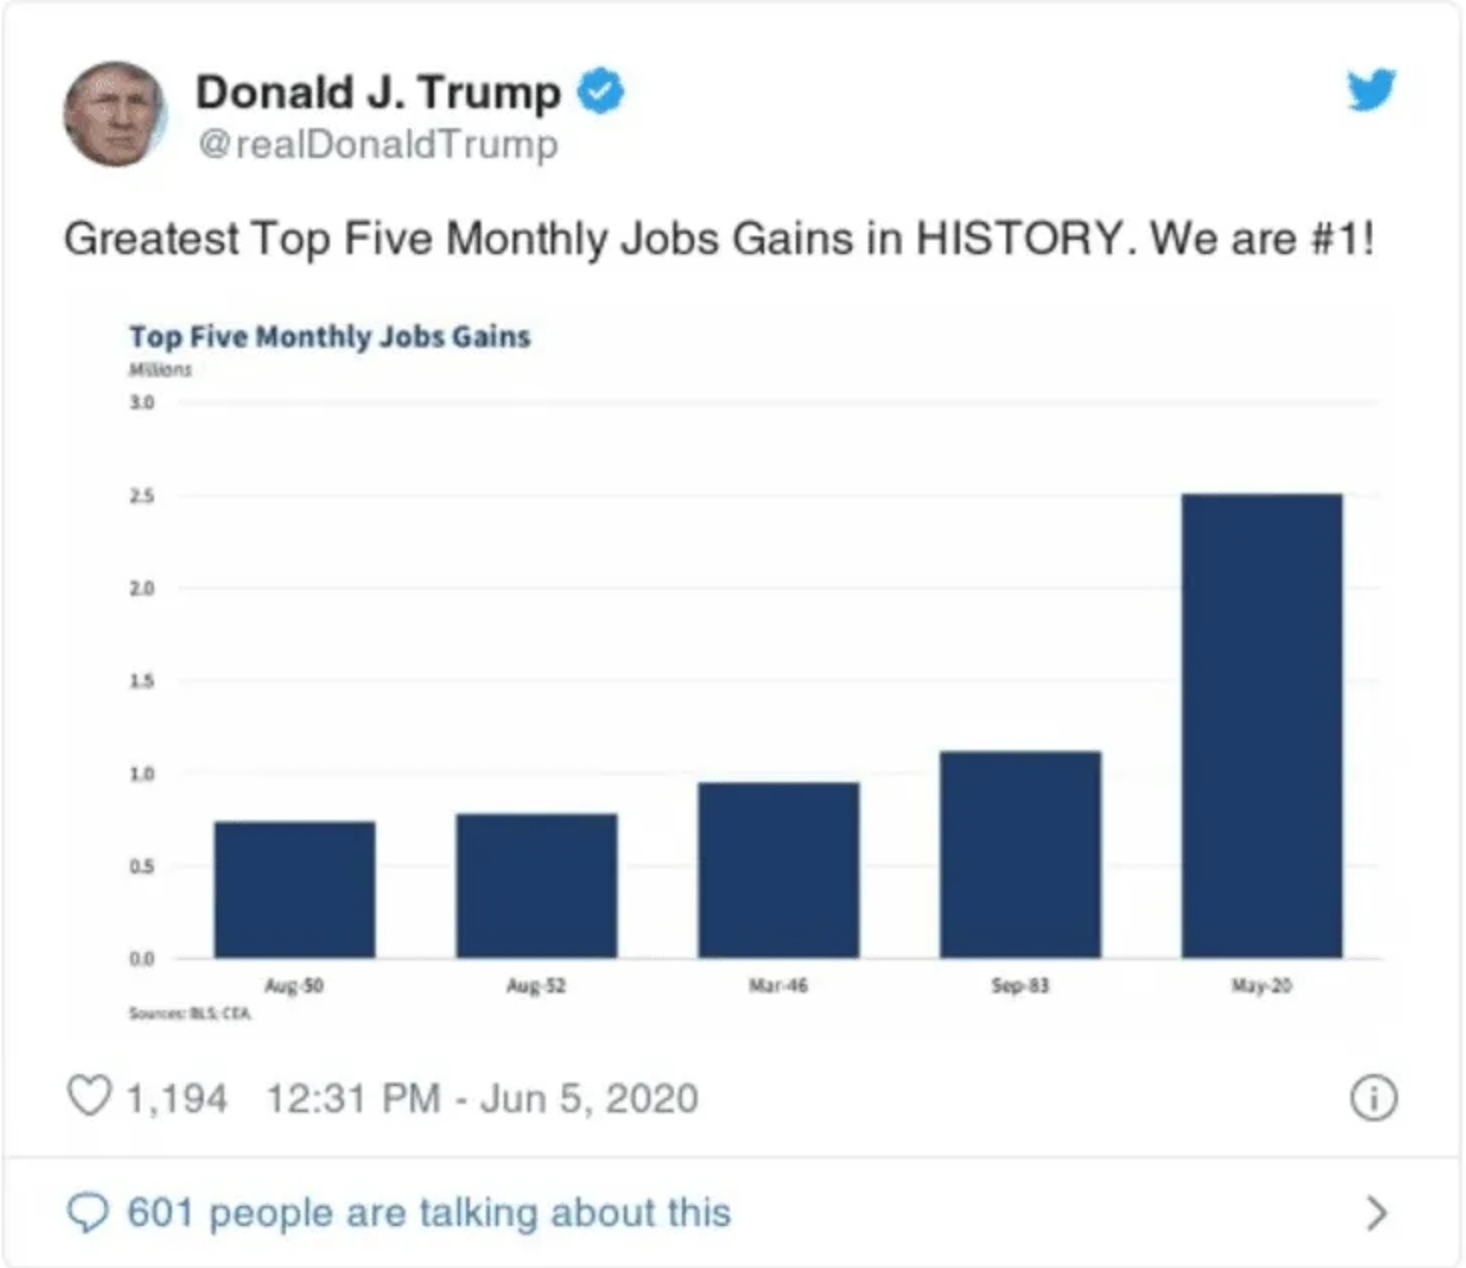 Donald J. Trump
@realDonaldTrump
Greatest Top Five Monthly Jobs Gains in HISTORY. We are #1!
Top Five Monthly Jobs Gains
Millions
3.0
2.5
2.0
1.5
1.0
0.5
0.0
Aug-50 Aug-52 Mar-46 Sep-83 May-20
Sources: BLS; CEA.
1,194 12:31 PM - Jun 5, 2020
601 people are talking about this